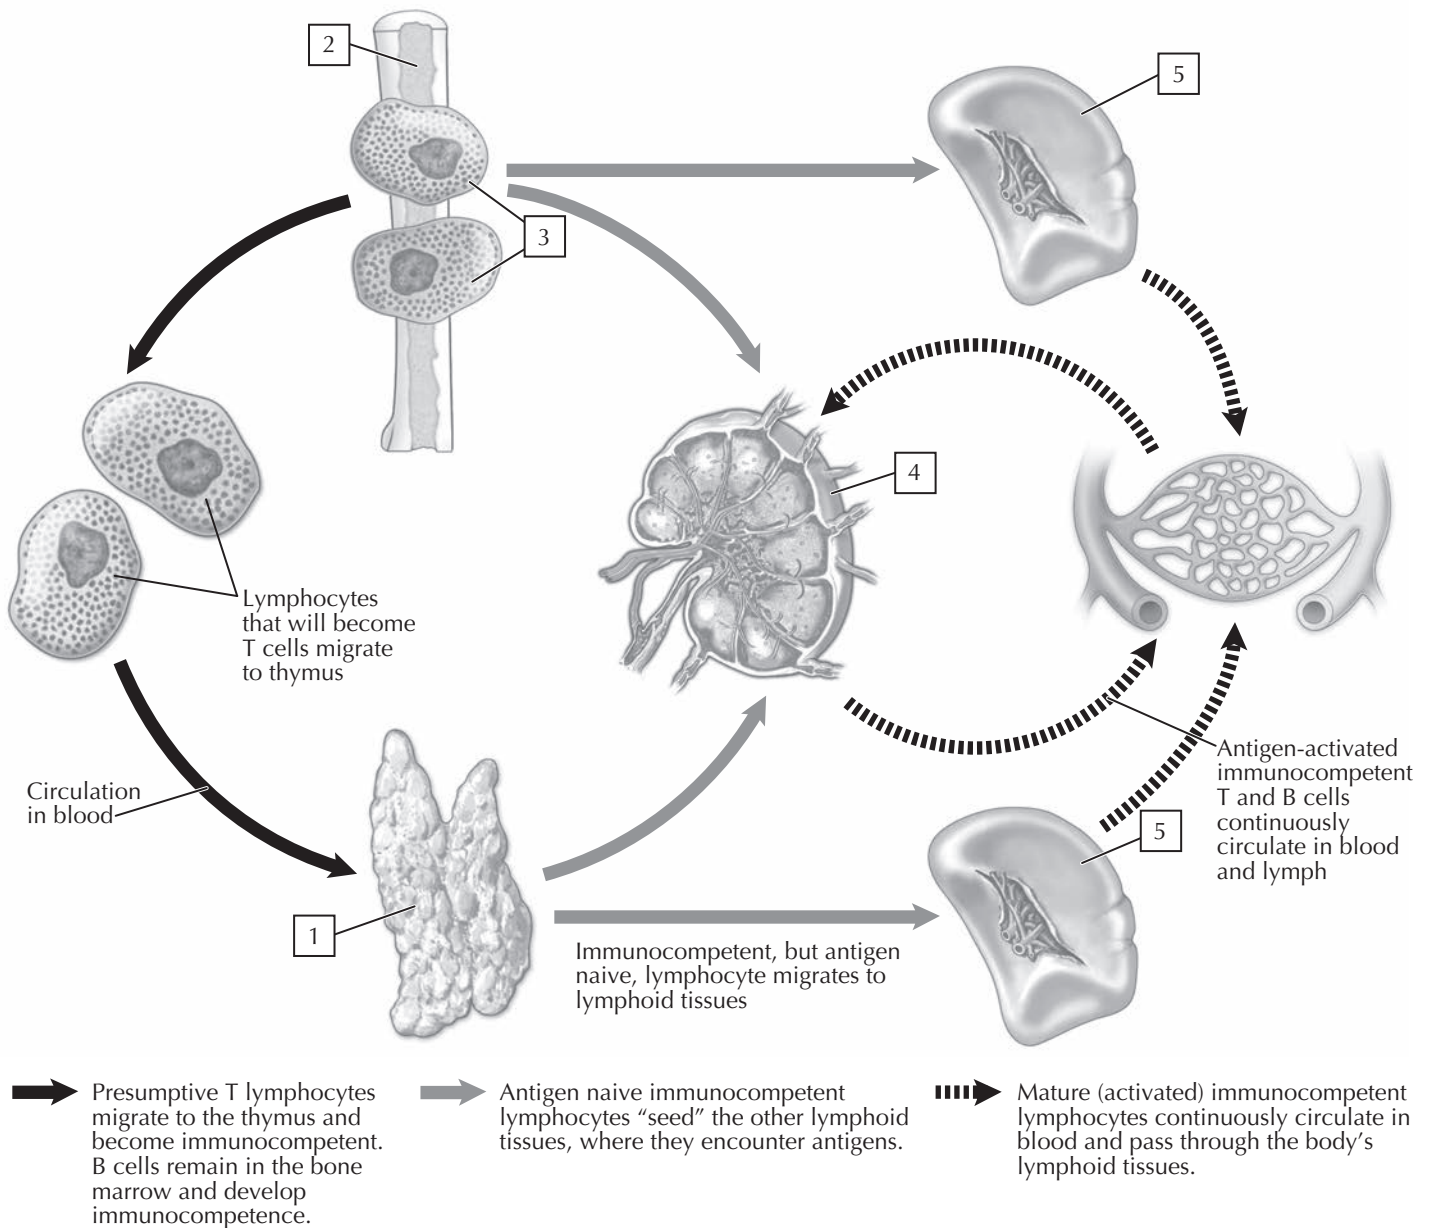 2
5
3
4
Lymphocytes
that will become
T cells migrate
to thymus
Antigen-activated
immunocompetent
T and B cells
continuously
circulate in blood
and lymph
Circulation
in blood
5
1
Immunocompetent, but antigen
naive, lymphocyte migrates to
lymphoid tissues
Presumptive T lymphocytes
migrate to the thymus and
become immunocompetent.
B cells remain in the bone
marrow and develop
immunocompetence.
Antigen naive immunocompetent
lymphocytes “seed” the other lymphoid
tissues, where they encounter antigens.
Mature (activated) immunocompetent
lymphocytes continuously circulate in
blood and pass through the body’s
lymphoid tissues.